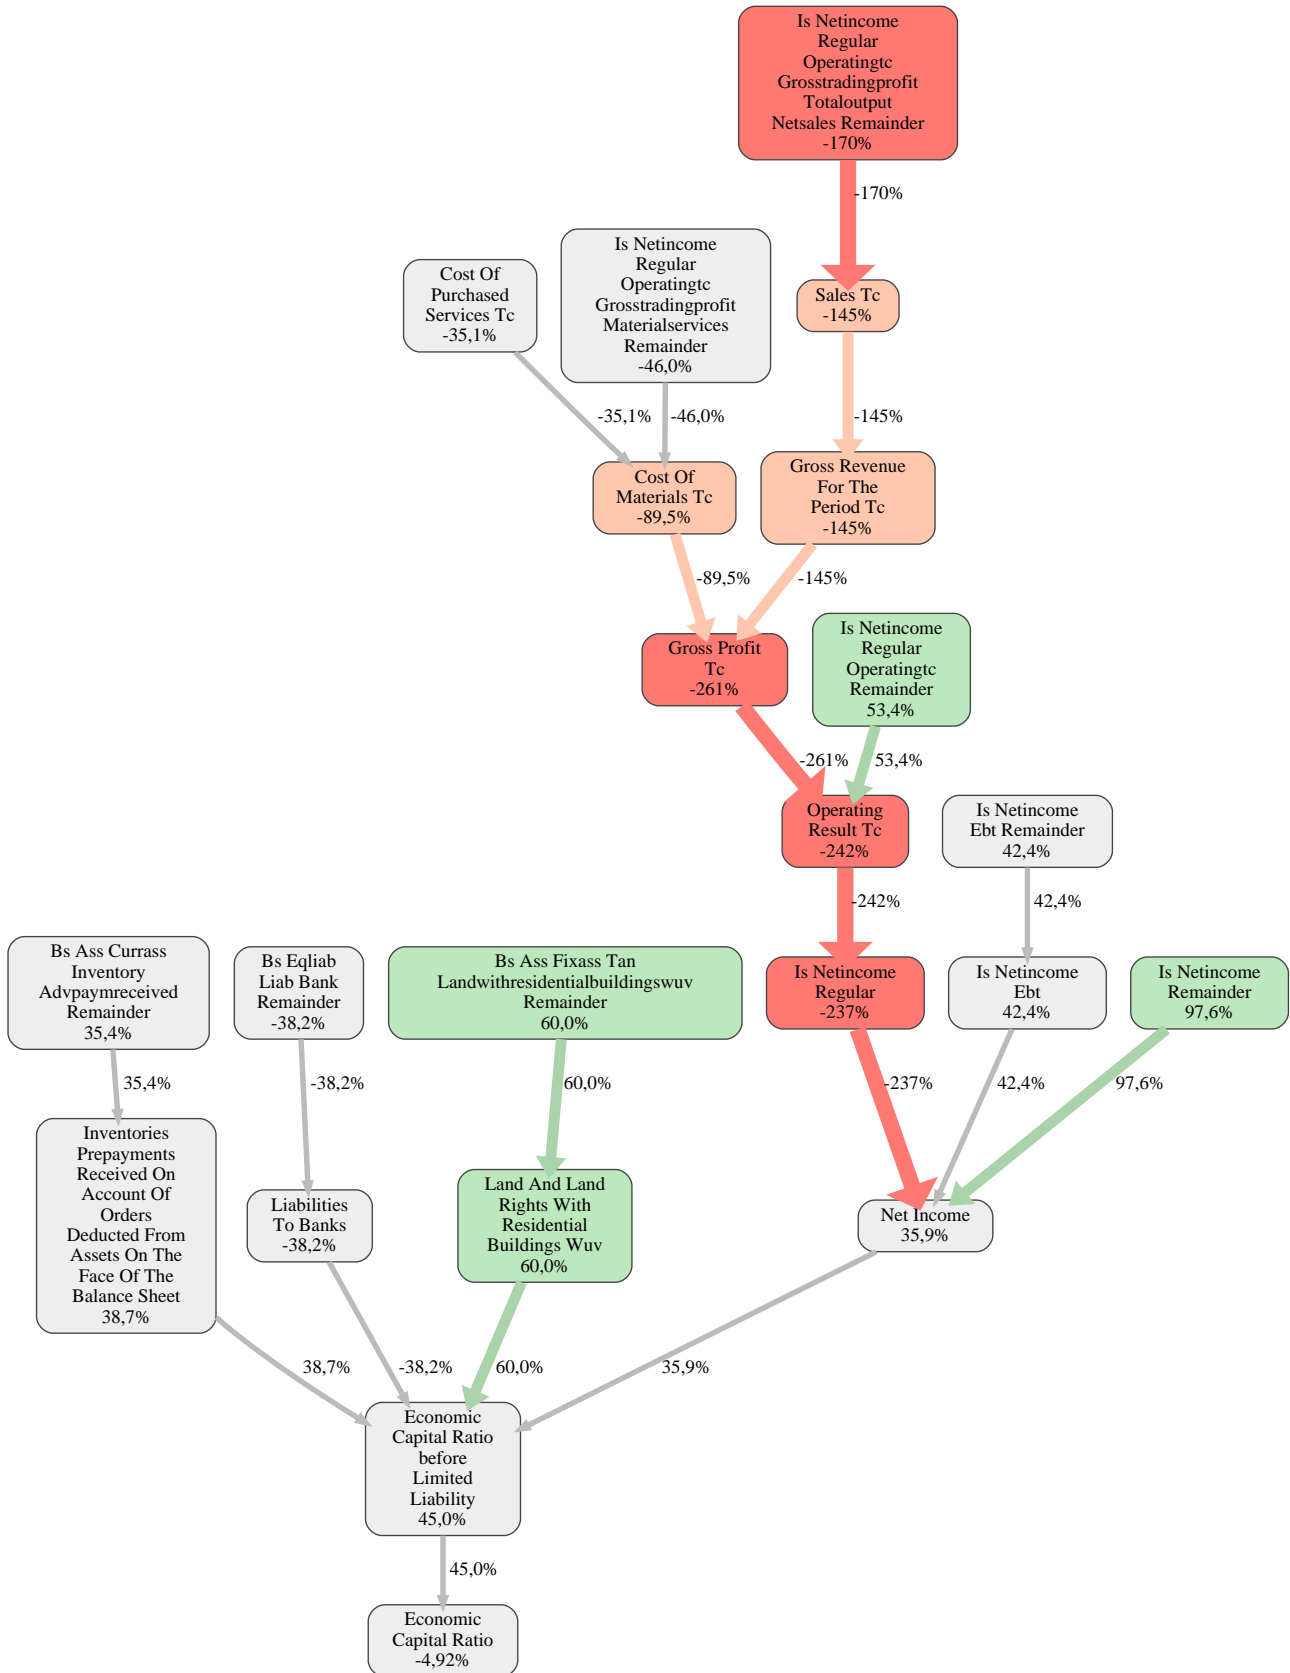 Is Netincome
Regular
Operatingtc
Grosstradingprofit
Totaloutput
Netsales Remainder
-170%
-170%
Cost Of
Purchased
Services Tc
-35,1%
Is Netincome
Regular
Operatingtc
Grosstradingprofit
Materialservices
Remainder
-46,0%
Sales Tc
-145%
-35,1%
-46,0%
-145%
Cost Of
Materials Tc
-89,5%
Gross Revenue
For The
Period Tc
-145%
-89,5%
-145%
Gross Profit
Tc
-261%
Is Netincome
Regular
Operatingtc
Remainder
53,4%
-261%
53,4%
Operating
Result Tc
-242%
Is Netincome
Ebt Remainder
42,4%
-242%
42,4%
Bs Ass Currass
Inventory
Advpaymreceived
Remainder
35,4%
Bs Eqliab
Liab Bank
Remainder
-38,2%
Bs Ass Fixass Tan
Landwithresidentialbuildingswuv
Remainder
60,0%
Is Netincome
Regular
-237%
Is Netincome
Ebt
42,4%
Is Netincome
Remainder
97,6%
35,4%
-38,2%
60,0%
-237%
42,4%
97,6%
Inventories
Prepayments
Received On
Account Of
Orders
Deducted From
Assets On The
Face Of The
Balance Sheet
38,7%
Liabilities
To Banks
-38,2%
Land And Land
Rights With
Residential
Buildings Wuv
60,0%
Net Income
35,9%
38,7%
-38,2%
60,0%
35,9%
Economic
Capital Ratio
before
Limited
Liability
45,0%
45,0%
Economic
Capital Ratio
-4,92%